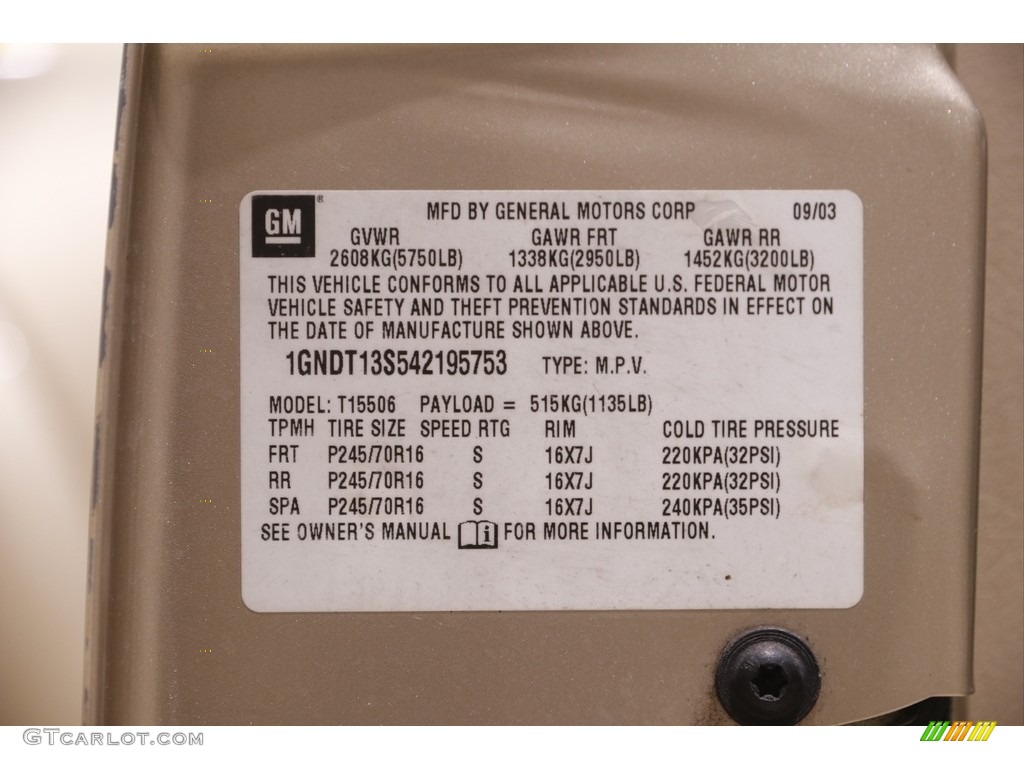 GM® MFD BY GENERAL MOTORS CORP 09/03
GVWR GAWR FRT GAWR RR
2608KG(5750LB) 1338KG(2950LB) 1452KG(3200LB)
THIS VEHICLE CONFORMS TO ALL APPLICABLE U.S. FEDERAL MOTOR
VEHICLE SAFETY AND THEFT PREVENTION STANDARDS IN EFFECT ON
THE DATE OF MANUFACTURE SHOWN ABOVE.
1GNDT13S542195753 TYPE: M.P.V.
MODEL: T15506 PAYLOAD = 515KG(1135LB)
TPMH TIRE SIZE SPEED RTG RIM COLD TIRE PRESSURE
FRT P245/70R16 S 16X7J 220KPA(32PSI)
RR P245/70R16 S 16X7J 220KPA(32PSI)
SPA P245/70R16 S 16X7J 240KPA(35PSI)
SEE OWNER'S MANUAL i FOR MORE INFORMATION.
GTCarlot.com